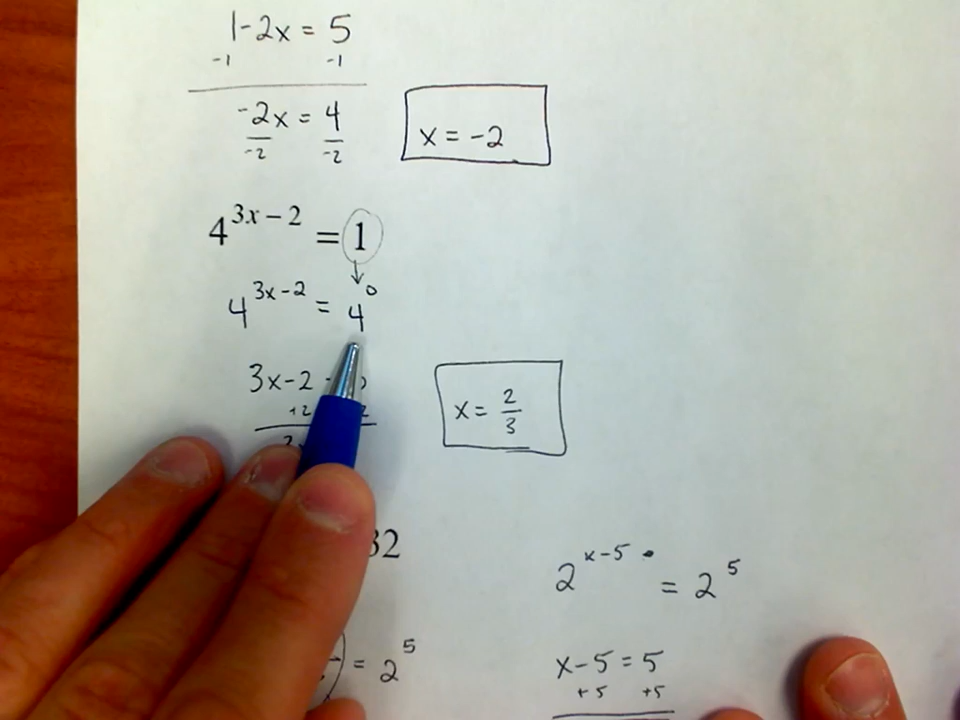 1-2x = 5
-1 -1
-2x = 4
-2 -2
x = -2
4^{3x-2} = 1
4^{3x-2} = 4^0
3x-2
+2 2
x = 2/3
32
2^{x-5} = 2^5
= 2^5
x-5 = 5
+5 +5